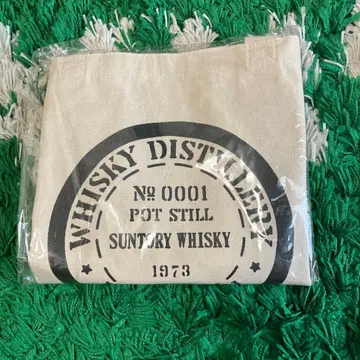 WHISKY DISTILLERY
№ 0001
POT STILL
SUNTORY WHISKY
1973